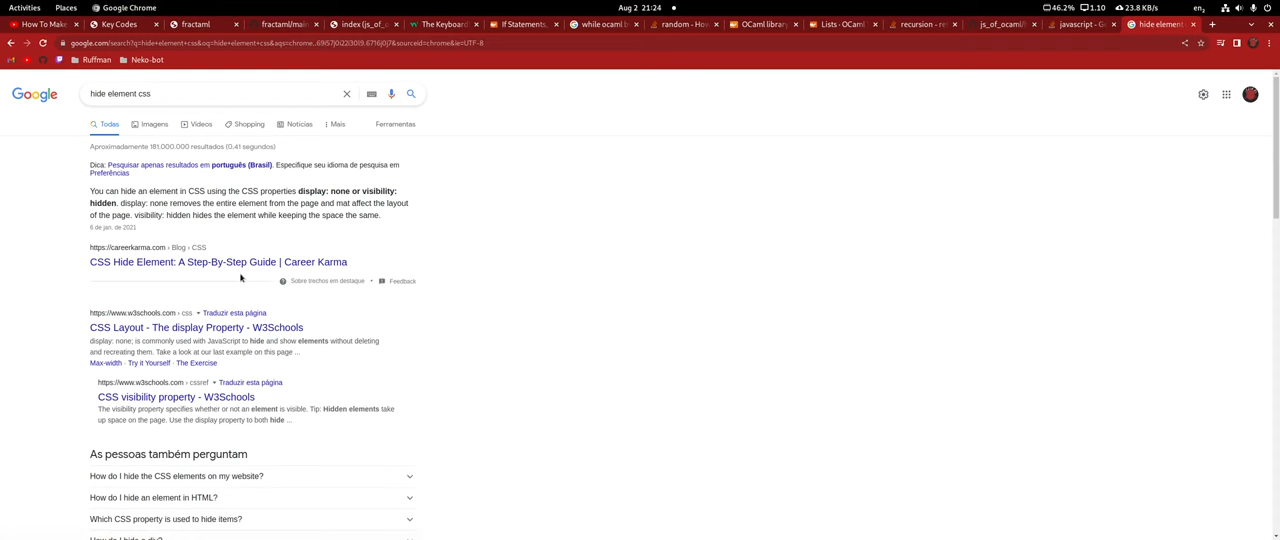 Activities Places Google Chrome Aug 2 21:24 46.2% 1.10 23.8 KB/s en2
How To Make Key Codes fractaml fractaml/main index (js_of_o The Keyboard If Statements, while ocaml b random - How OCaml library Lists - OCaml recursion - re js_of_ocaml/ javascript - G hide element
google.com/search?q=hide+element+css&oq=hide+element+css&aqs=chrome..69i57j0i22i30l9.6716j0j7&sourceid=chrome&ie=UTF-8
Ruffman Neko-bot
Google hide element css
Todas Imagens Vídeos Shopping Notícias Mais Ferramentas
Aproximadamente 181.000.000 resultados (0,41 segundos)
Dica: Pesquisar apenas resultados em português (Brasil). Especifique seu idioma de pesquisa em
Preferências
You can hide an element in CSS using the CSS properties display: none or visibility:
hidden. display: none removes the entire element from the page and mat affect the layout
of the page. visibility: hidden hides the element while keeping the space the same.
6 de jan. de 2021
https://careerkarma.com › Blog › CSS
CSS Hide Element: A Step-By-Step Guide | Career Karma
Sobre trechos em destaque • Feedback
https://www.w3schools.com › css Traduzir esta página
CSS Layout - The display Property - W3Schools
display: none; is commonly used with JavaScript to hide and show elements without deleting
and recreating them. Take a look at our last example on this page ...
Max-width · Try it Yourself · The Exercise
https://www.w3schools.com › cssref Traduzir esta página
CSS visibility property - W3Schools
The visibility property specifies whether or not an element is visible. Tip: Hidden elements take
up space on the page. Use the display property to both hide ...
As pessoas também perguntam
How do I hide the CSS elements on my website?
How do I hide an element in HTML?
Which CSS property is used to hide items?
How do I hide a div?